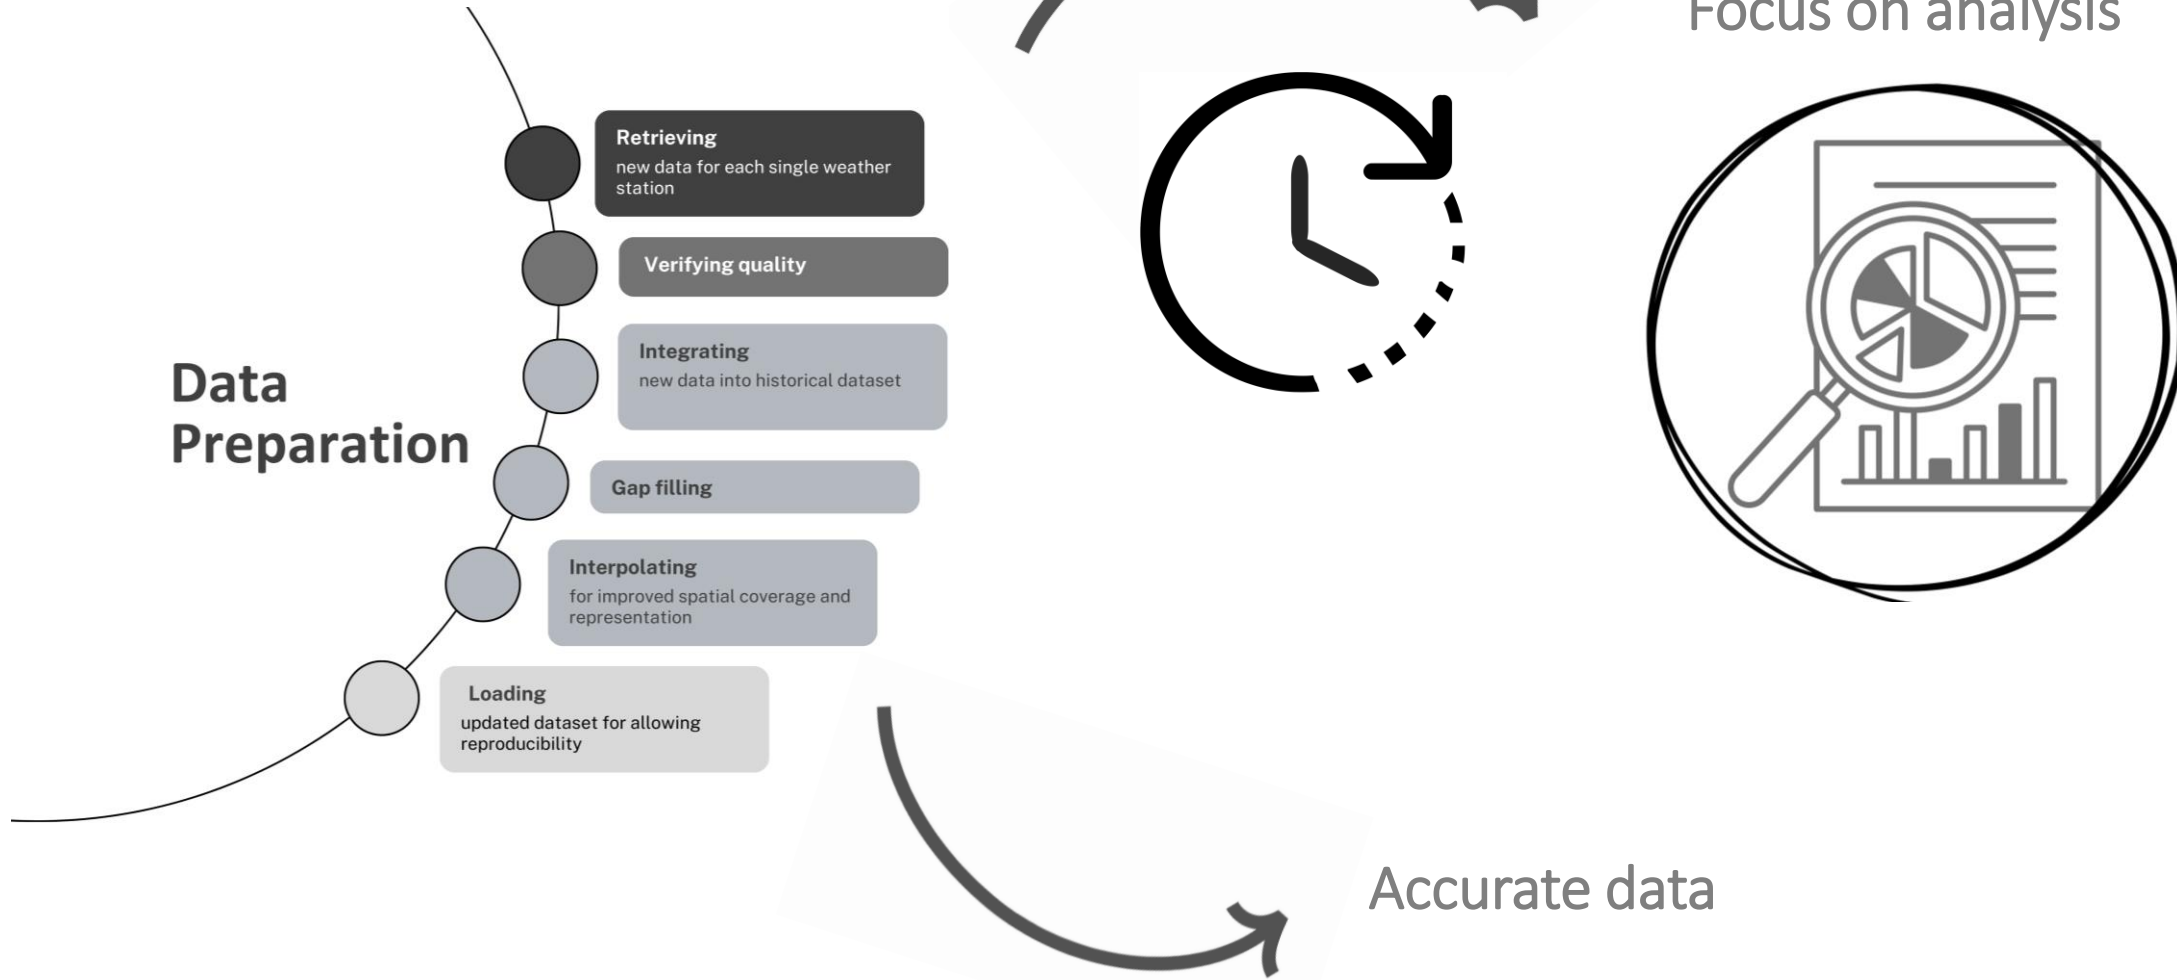 Focus on analysis
Retrieving
new data for each single weather
station
Verifying quality
Integrating
new data into historical dataset
Data
Preparation
Gap filling
Interpolating
for improved spatial coverage and
representation
Loading
updated dataset for allowing
reproducibility
Accurate data